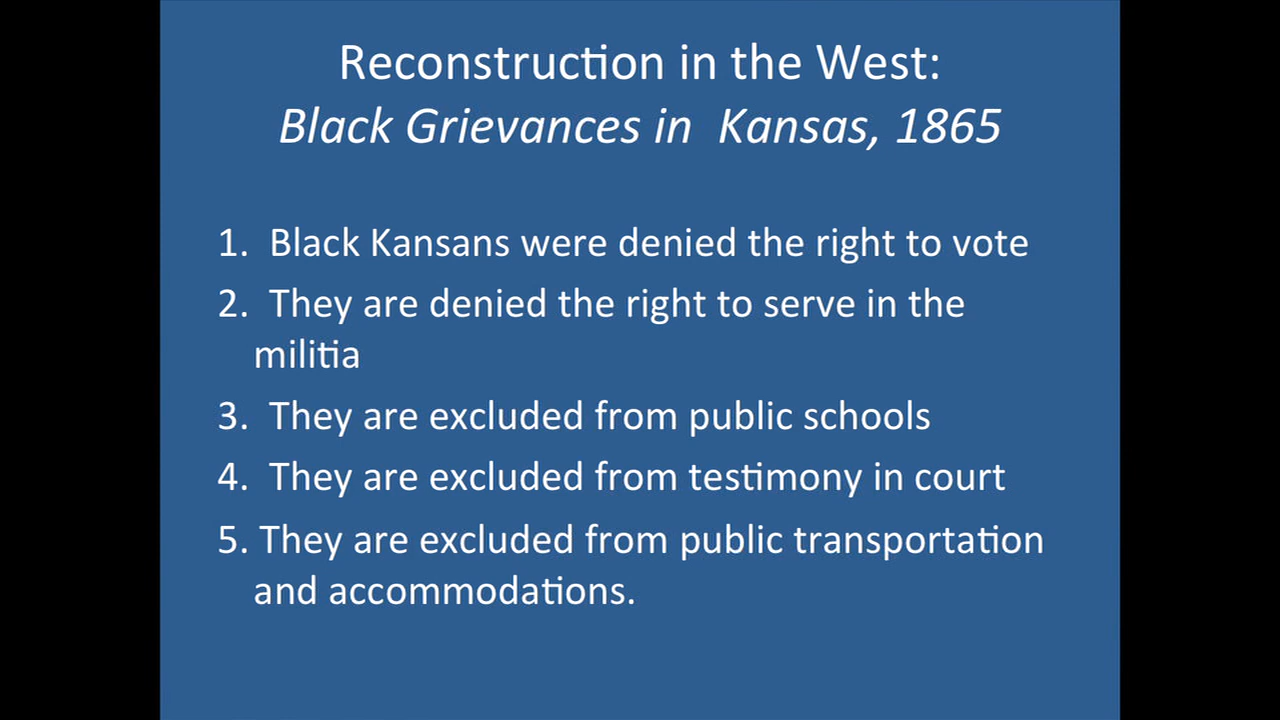 Reconstruction in the West:
Black Grievances in  Kansas, 1865
1.  Black Kansans were denied the right to vote
2.  They are denied the right to serve in the
militia
3.  They are excluded from public schools
4.  They are excluded from testimony in court
5. They are excluded from public transportation
and accommodations.